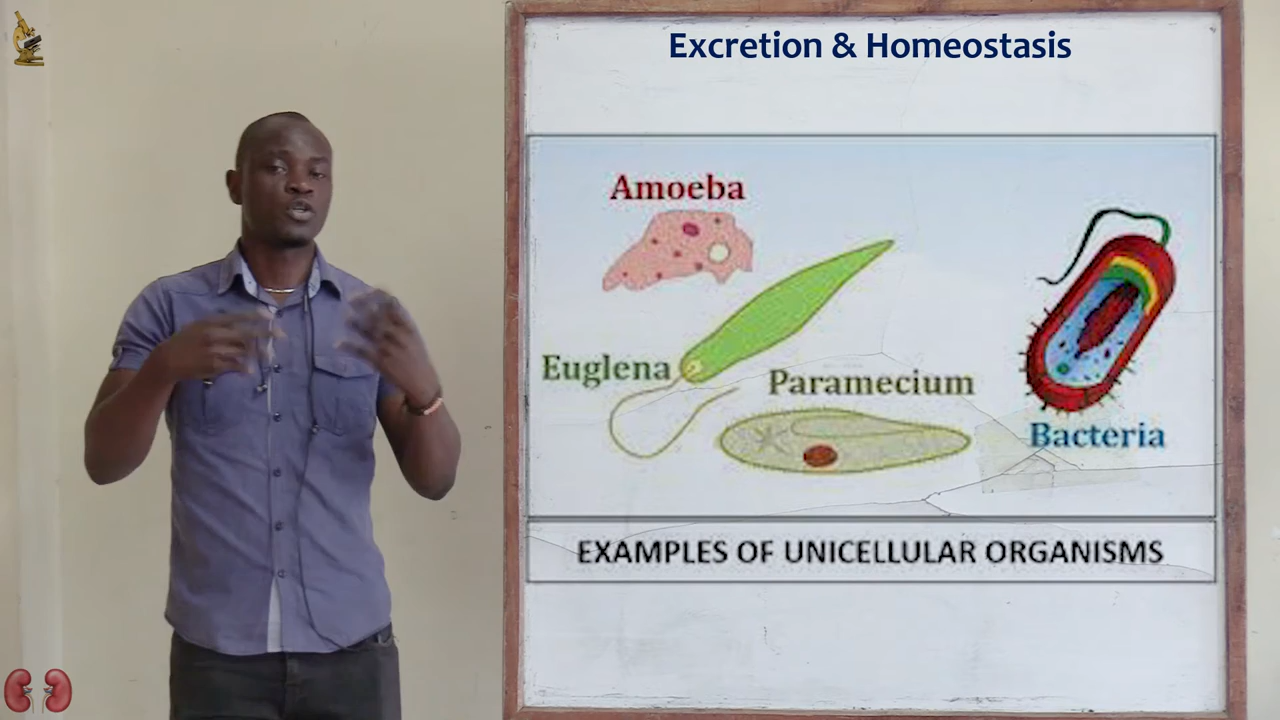 Excretion & Homeostasis
Amoeba
Euglena
Paramecium
Bacteria
EXAMPLES OF UNICELLULAR ORGANISMS